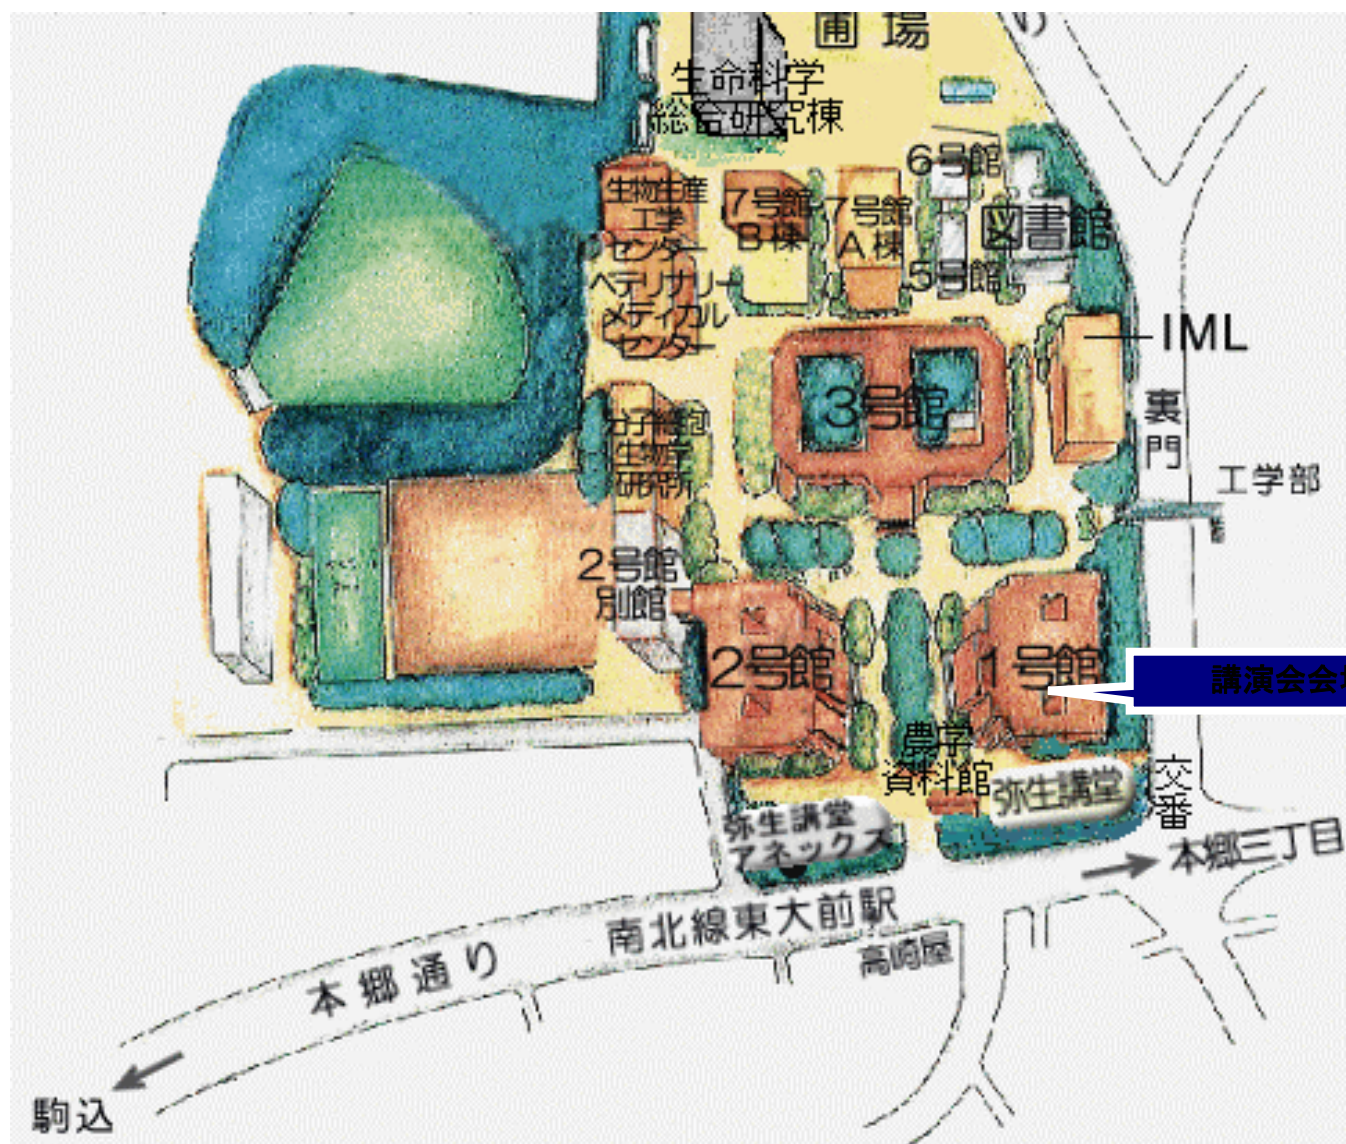 圃場
り
生命科学
総合研究棟
6号館
生物生産
工学
センター
7号館
B棟
7号館
A棟
図書館
5号館
ベテリナリー
メディカル
センター
IML
3号館
裏門
分子細胞
生物学
研究所
工学部
2号館
別館
2号館
1号館
講演会会場
農学
資料館
弥生講堂
交番
弥生講堂
アネックス
本郷三丁目
南北線東大前駅
高崎屋
本郷通り
駒込